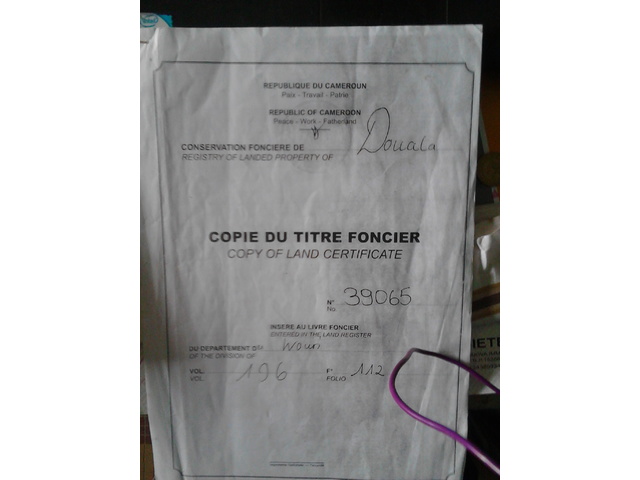 REPUBLIQUE DU CAMEROUN
Paix - Travail - Patrie
REPUBLIC OF CAMEROON
Peace - Work - Fatherland
CONSERVATION FONCIERE DE Douala
REGISTRY OF LANDED PROPERTY OF
COPIE DU TITRE FONCIER
COPY OF LAND CERTIFICATE
N° 39065
No
INSERE AU LIVRE FONCIER
ENTERED IN THE LAND REGISTER
DU DEPARTEMENT Wouri
OF THE DIVISION OF
VOL. 196 F° 112
VOL. FOLIO